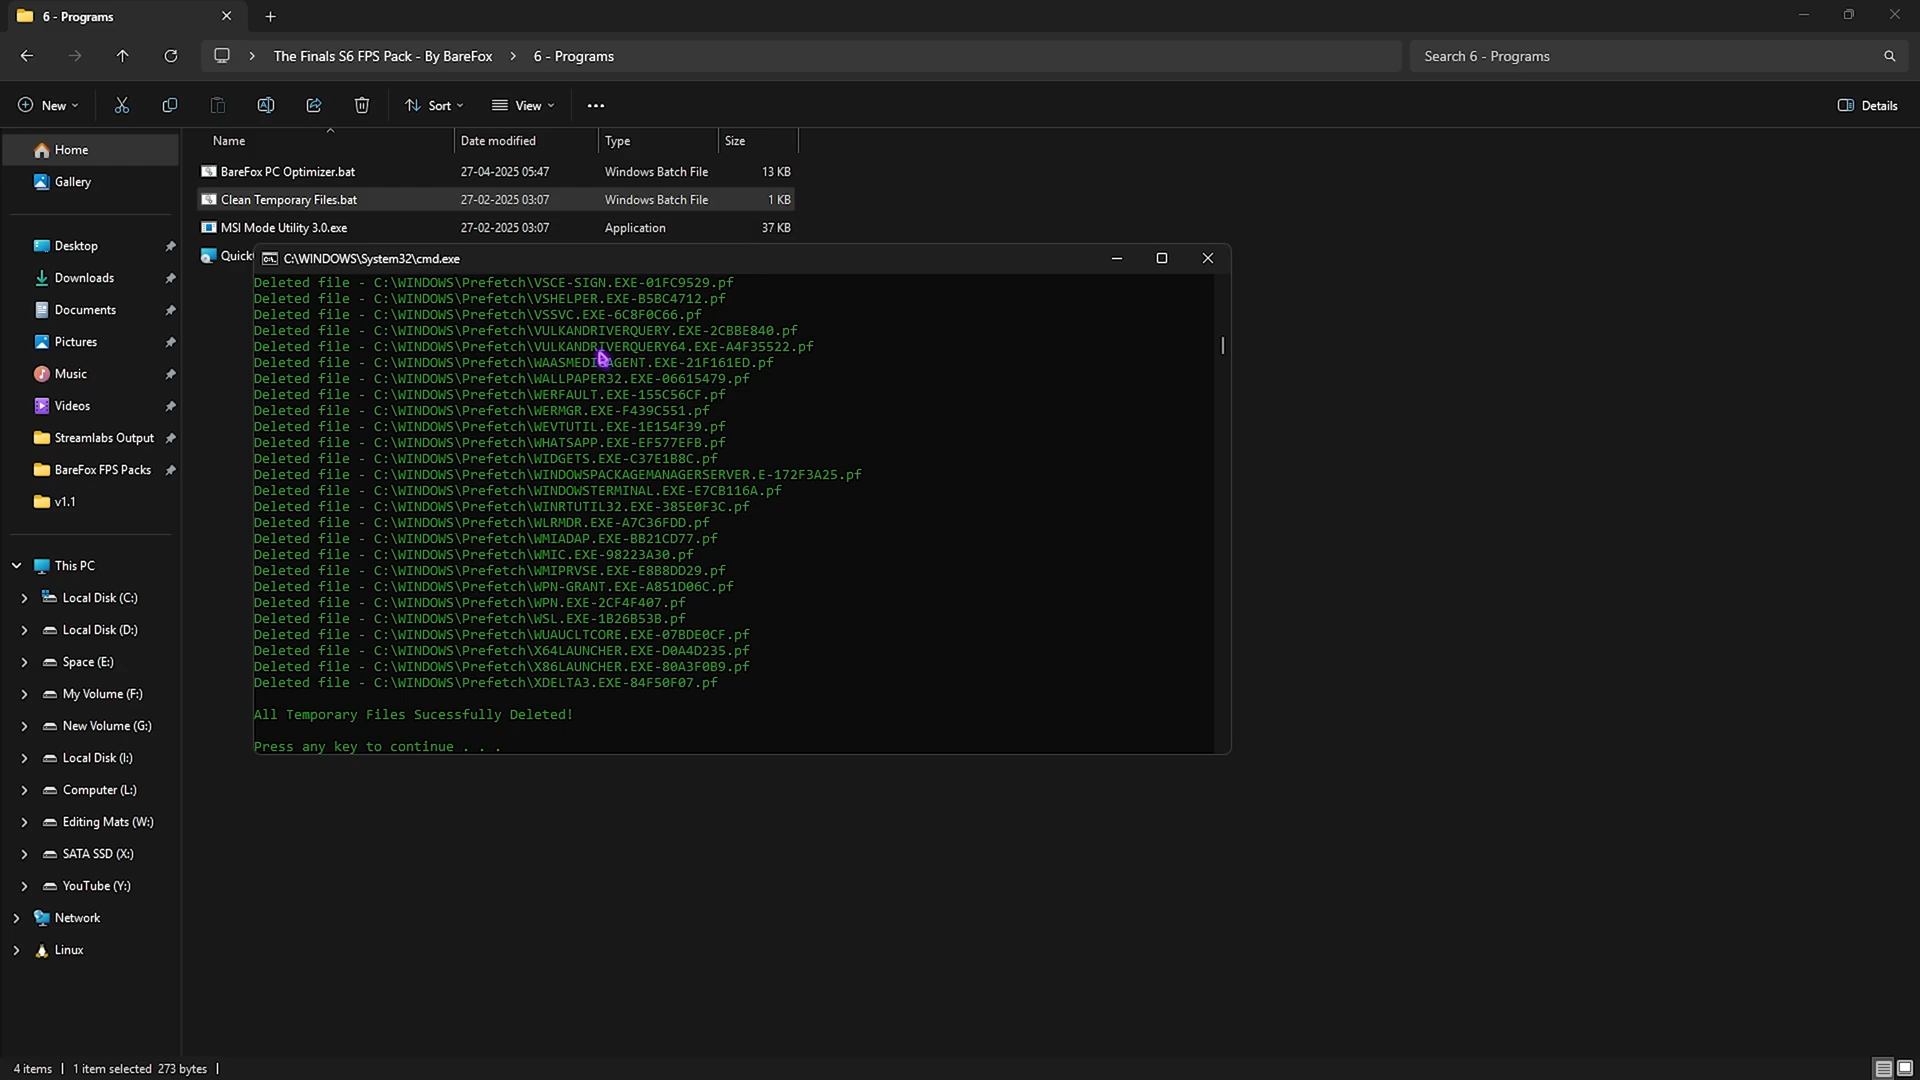 6 - Programs
The Finals S6 FPS Pack - By BareFox
6 - Programs
Search 6 - Programs
New
Sort
View
Details
Home
Gallery
Desktop
Downloads
Documents
Pictures
Music
Videos
Streamlabs Output
BareFox FPS Packs
v1.1
This PC
Local Disk (C:)
Local Disk (D:)
Space (E:)
My Volume (F:)
New Volume (G:)
Local Disk (I:)
Computer (L:)
Editing Mats (W:)
SATA SSD (X:)
YouTube (Y:)
Network
Linux
Name Date modified Type Size
BareFox PC Optimizer.bat 27-04-2025 05:47 Windows Batch File 13 KB
Clean Temporary Files.bat 27-02-2025 03:07 Windows Batch File 1 KB
MSI Mode Utility 3.0.exe 27-02-2025 03:07 Application 37 KB
Quick
C:\WINDOWS\System32\cmd.exe
Deleted file - C:\WINDOWS\Prefetch\VSCE-SIGN.EXE-01FC9529.pf
Deleted file - C:\WINDOWS\Prefetch\VSHELPER.EXE-B5BC4712.pf
Deleted file - C:\WINDOWS\Prefetch\VSSVC.EXE-6C8F0C66.pf
Deleted file - C:\WINDOWS\Prefetch\VULKANDRIVERQUERY.EXE-2CBBE840.pf
Deleted file - C:\WINDOWS\Prefetch\VULKANDRIVERQUERY64.EXE-A4F35522.pf
Deleted file - C:\WINDOWS\Prefetch\WAASMEDICAGENT.EXE-21F161ED.pf
Deleted file - C:\WINDOWS\Prefetch\WALLPAPER32.EXE-06615479.pf
Deleted file - C:\WINDOWS\Prefetch\WERFAULT.EXE-155C56CF.pf
Deleted file - C:\WINDOWS\Prefetch\WERMGR.EXE-F439C551.pf
Deleted file - C:\WINDOWS\Prefetch\WEVTUTIL.EXE-1E154F39.pf
Deleted file - C:\WINDOWS\Prefetch\WHATSAPP.EXE-EF577EFB.pf
Deleted file - C:\WINDOWS\Prefetch\WIDGETS.EXE-C37E1B8C.pf
Deleted file - C:\WINDOWS\Prefetch\WINDOWSPACKAGEMANAGERSERVER.E-172F3A25.pf
Deleted file - C:\WINDOWS\Prefetch\WINDOWSTERMINAL.EXE-E7CB116A.pf
Deleted file - C:\WINDOWS\Prefetch\WINRTUTIL32.EXE-385E0F3C.pf
Deleted file - C:\WINDOWS\Prefetch\WLRMDR.EXE-A7C36FDD.pf
Deleted file - C:\WINDOWS\Prefetch\WMIADAP.EXE-BB21CD77.pf
Deleted file - C:\WINDOWS\Prefetch\WMIC.EXE-98223A30.pf
Deleted file - C:\WINDOWS\Prefetch\WMIPRVSE.EXE-E8B8DD29.pf
Deleted file - C:\WINDOWS\Prefetch\WPN-GRANT.EXE-A851D06C.pf
Deleted file - C:\WINDOWS\Prefetch\WPN.EXE-2CF4F407.pf
Deleted file - C:\WINDOWS\Prefetch\WSL.EXE-1B26B53B.pf
Deleted file - C:\WINDOWS\Prefetch\WUAUCLTCORE.EXE-07BDE0CF.pf
Deleted file - C:\WINDOWS\Prefetch\X64LAUNCHER.EXE-D0A4D235.pf
Deleted file - C:\WINDOWS\Prefetch\X86LAUNCHER.EXE-80A3F0B9.pf
Deleted file - C:\WINDOWS\Prefetch\XDELTA3.EXE-84F50F07.pf
All Temporary Files Sucessfully Deleted!
Press any key to continue . . .
4 items 1 item selected 273 bytes